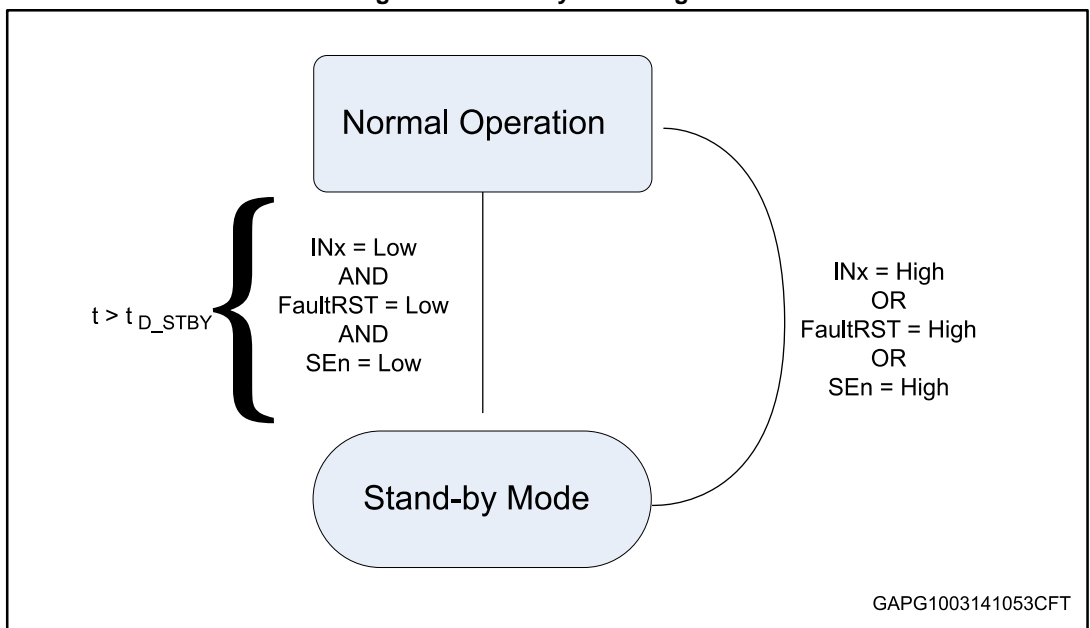 Normal Operation
t > t D_STBY
INx = Low
AND
FaultRST = Low
AND
SEn = Low
INx = High
OR
FaultRST = High
OR
SEn = High
Stand-by Mode
GAPG1003141053CFT